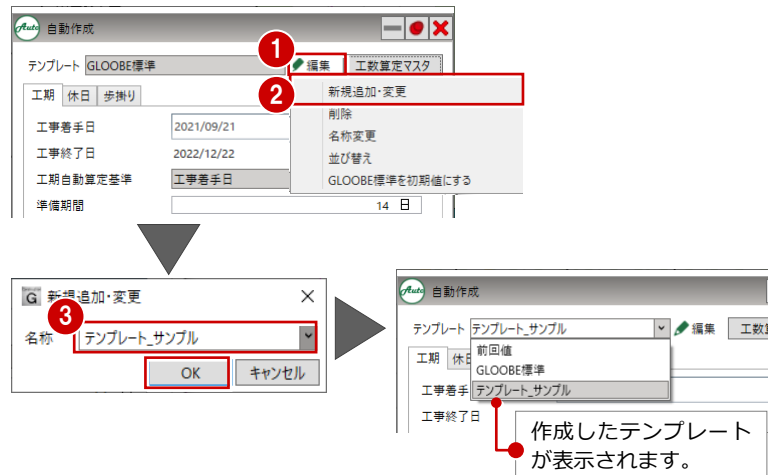 Auto 自動作成
テンプレート GLOOBE標準 編集 工数算定マスタ
1
2
新規追加･変更
削除
名称変更
並び替え
GLOOBE標準を初期値にする
工期 休日 歩掛り
工事着手日 2021/09/21
工事終了日 2022/12/22
工期自動算定基準 工事着手日
準備期間 14 日
G 新規追加･変更
3
名称 テンプレート_サンプル
OK キャンセル
Auto 自動作成
テンプレート テンプレート_サンプル 編集 工数
前回値
GLOOBE標準
テンプレート_サンプル
工期 休
工事着手
工事終了日
作成したテンプレート
が表示されます。